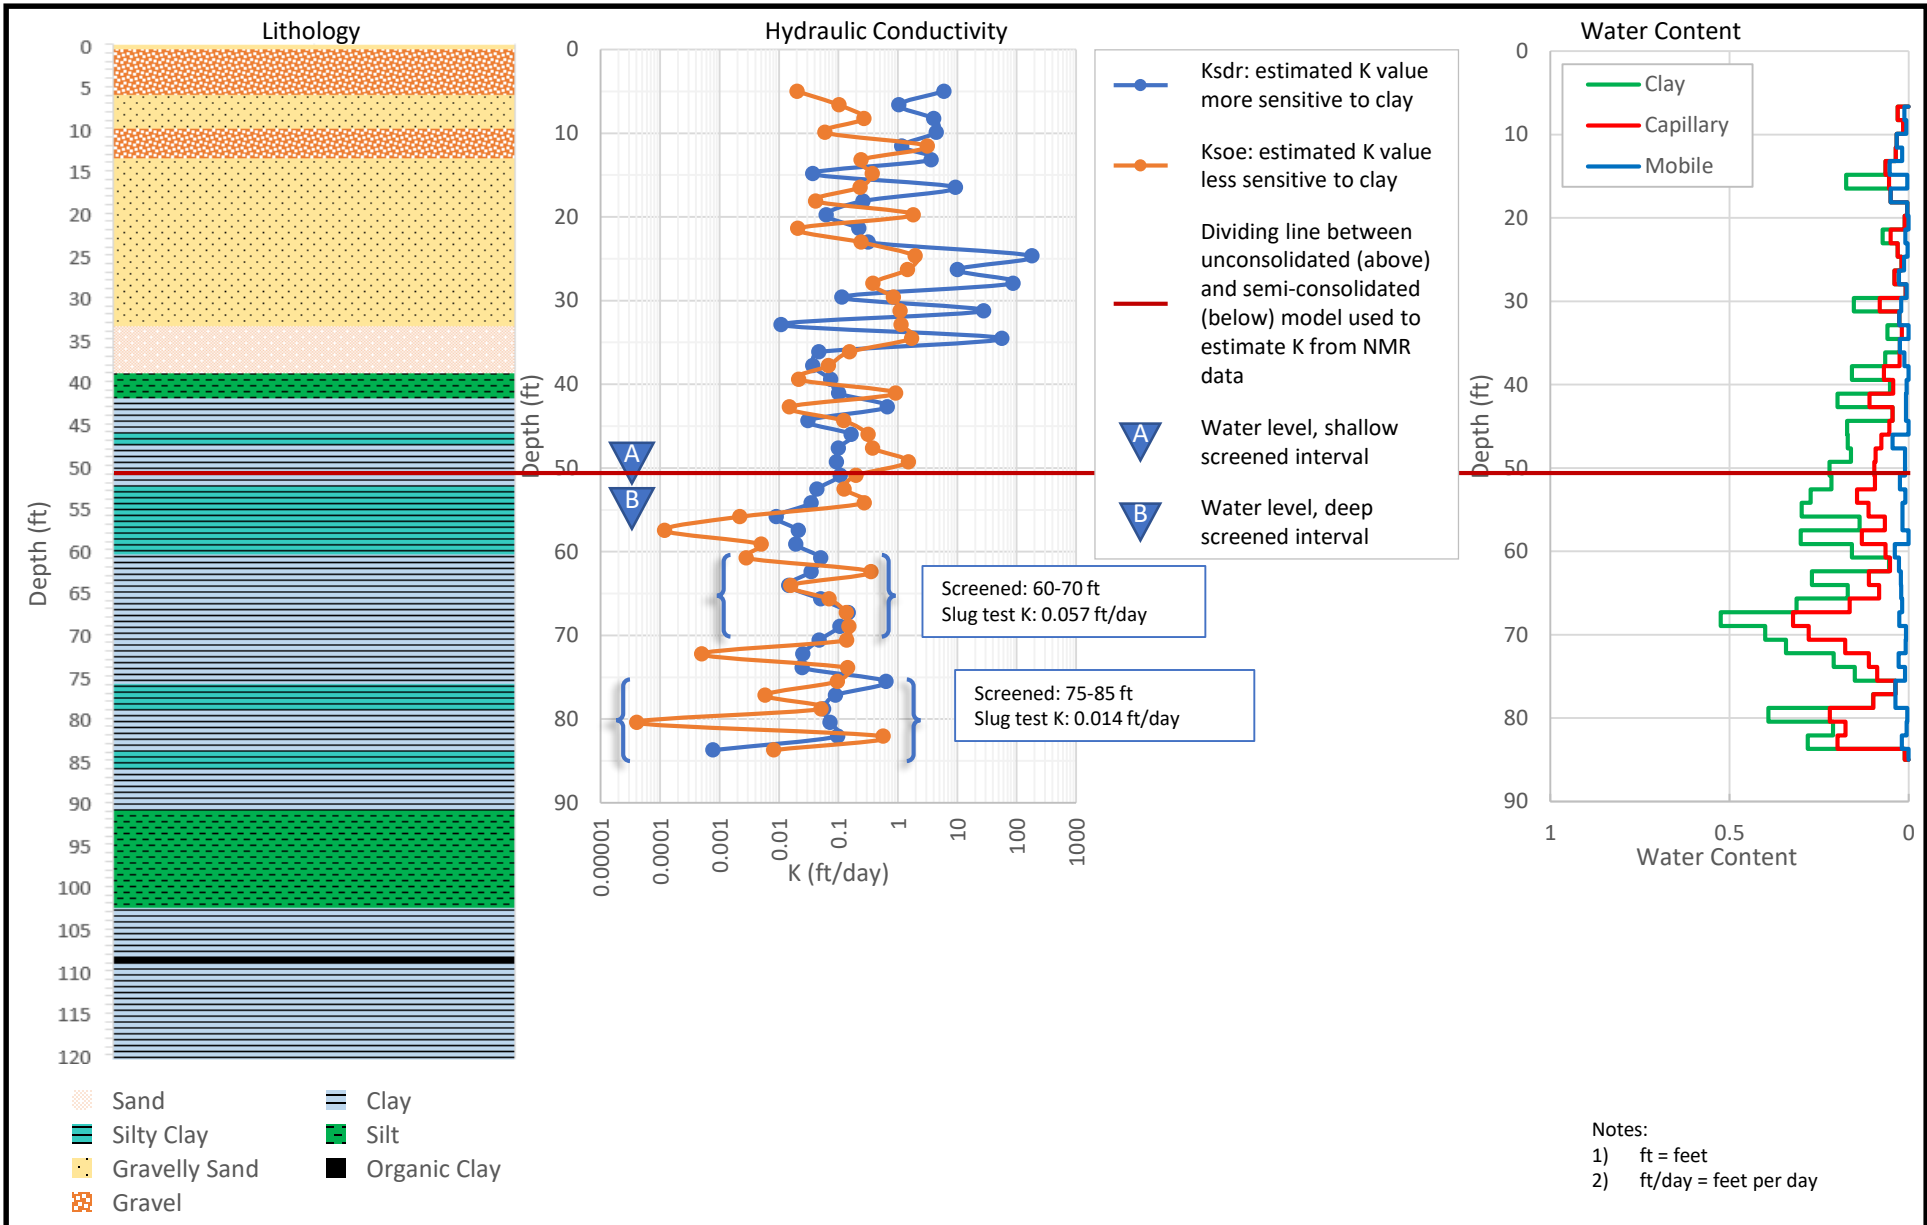 Lithology
Hydraulic Conductivity
Water Content
0
5
10
15
20
25
30
35
40
45
50
55
60
65
70
75
80
85
90
95
100
105
110
115
120
Depth (ft)
Sand
Silty Clay
Gravelly Sand
Gravel
Clay
Silt
Organic Clay
0
10
20
30
40
50
60
70
80
90
Depth (ft)
A
B
Screened: 60-70 ft
Slug test K: 0.057 ft/day
Screened: 75-85 ft
Slug test K: 0.014 ft/day
0.00001
0.0001
0.001
0.01
0.1
1
10
100
1000
K (ft/day)
Ksdr: estimated K value
more sensitive to clay
Ksoe: estimated K value
less sensitive to clay
Dividing line between
unconsolidated (above)
and semi-consolidated
(below) model used to
estimate K from NMR
data
A
Water level, shallow
screened interval
B
Water level, deep
screened interval
0
10
20
30
40
50
60
70
80
90
Depth (ft)
Clay
Capillary
Mobile
1
0.5
0
Water Content
Notes:
1) ft = feet
2) ft/day = feet per day